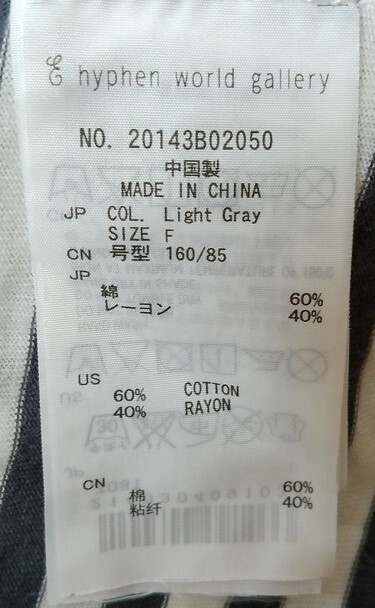 & hyphen world gallery
NO. 20143B02050
中国製
MADE IN CHINA
JP COL. Light Gray
SIZE F
CN 号型 160/85
JP
綿 60%
レーヨン 40%
US
60% COTTON
40% RAYON
CN
棉 60%
粘纤 40%